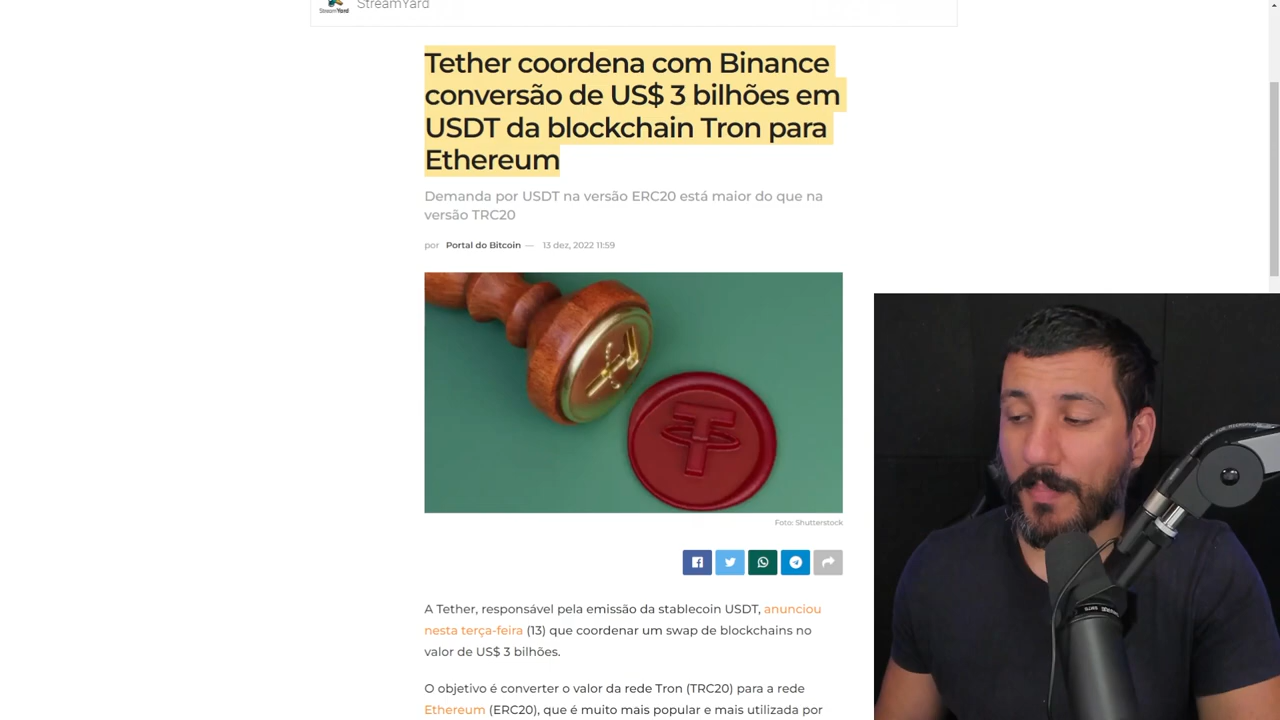 StreamYard
StreamYard
Tether coordena com Binance
conversão de US$ 3 bilhões em
USDT da blockchain Tron para
Ethereum
Demanda por USDT na versão ERC20 está maior do que na
versão TRC20
por Portal do Bitcoin — 13 dez, 2022 11:59
Foto: Shutterstock
A Tether, responsável pela emissão da stablecoin USDT, anunciou
nesta terça-feira (13) que coordenar um swap de blockchains no
valor de US$ 3 bilhões.
O objetivo é converter o valor da rede Tron (TRC20) para a rede
Ethereum (ERC20), que é muito mais popular e mais utilizada por